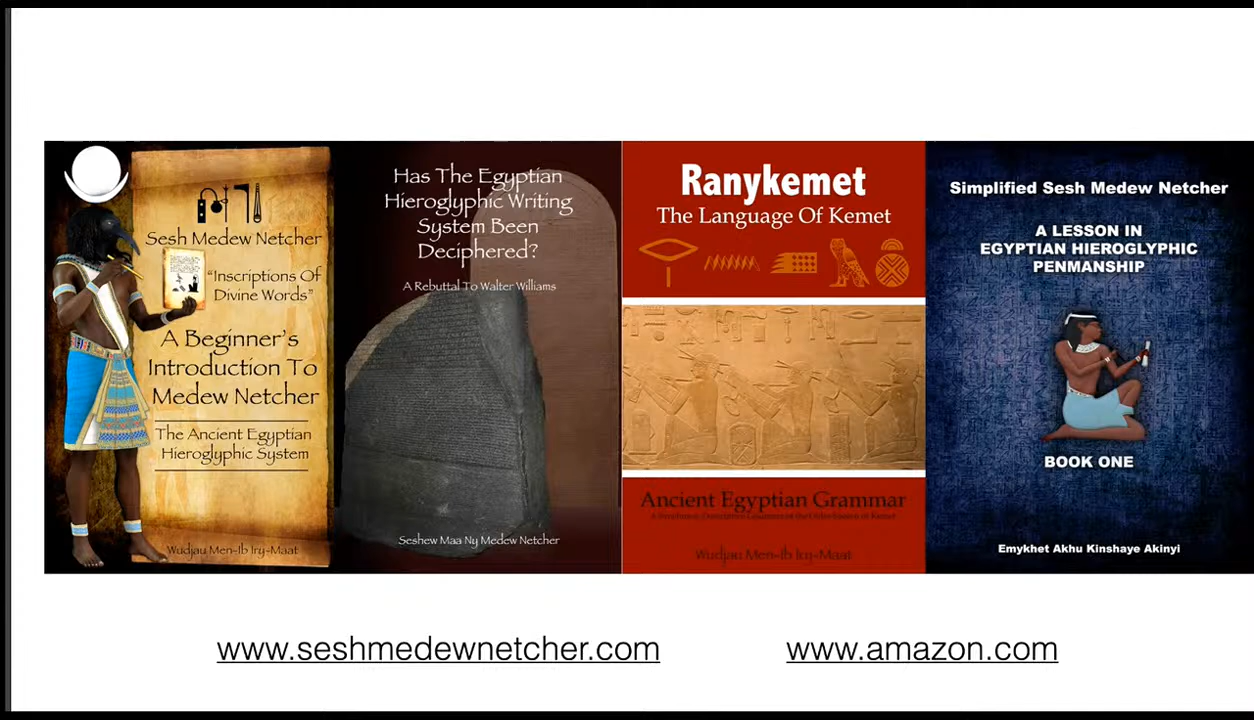 Sesh Medew Netcher
"Inscriptions Of
Divine Words"
A Beginner's
Introduction To
Medew Netcher
The Ancient Egyptian
Hieroglyphic System
Wudjau Men-Ib Iry-Maat
Has The Egyptian
Hieroglyphic Writing
System Been
Deciphered?
A Rebuttal To Walter Williams
Seshew Maa Ny Medew Netcher
Ranykemet
The Language Of Kemet
Ancient Egyptian Grammar
Wudjau Men-Ib Iry-Maat
Simplified Sesh Medew Netcher
A LESSON IN
EGYPTIAN HIEROGLYPHIC
PENMANSHIP
BOOK ONE
Emykhet Akhu Kinshaye Akinyi
www.seshmedewnetcher.com
www.amazon.com